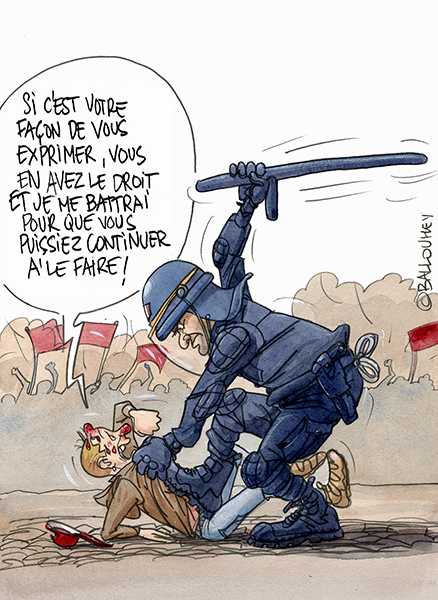 SI C'EST VOTRE
FAÇON DE VOUS
EXPRIMER, VOUS
EN AVEZ LE DROIT
ET JE ME BATTRAI
POUR QUE VOUS
PUISSIEZ CONTINUER
A' LE FAIRE !
©BALLOUHEY